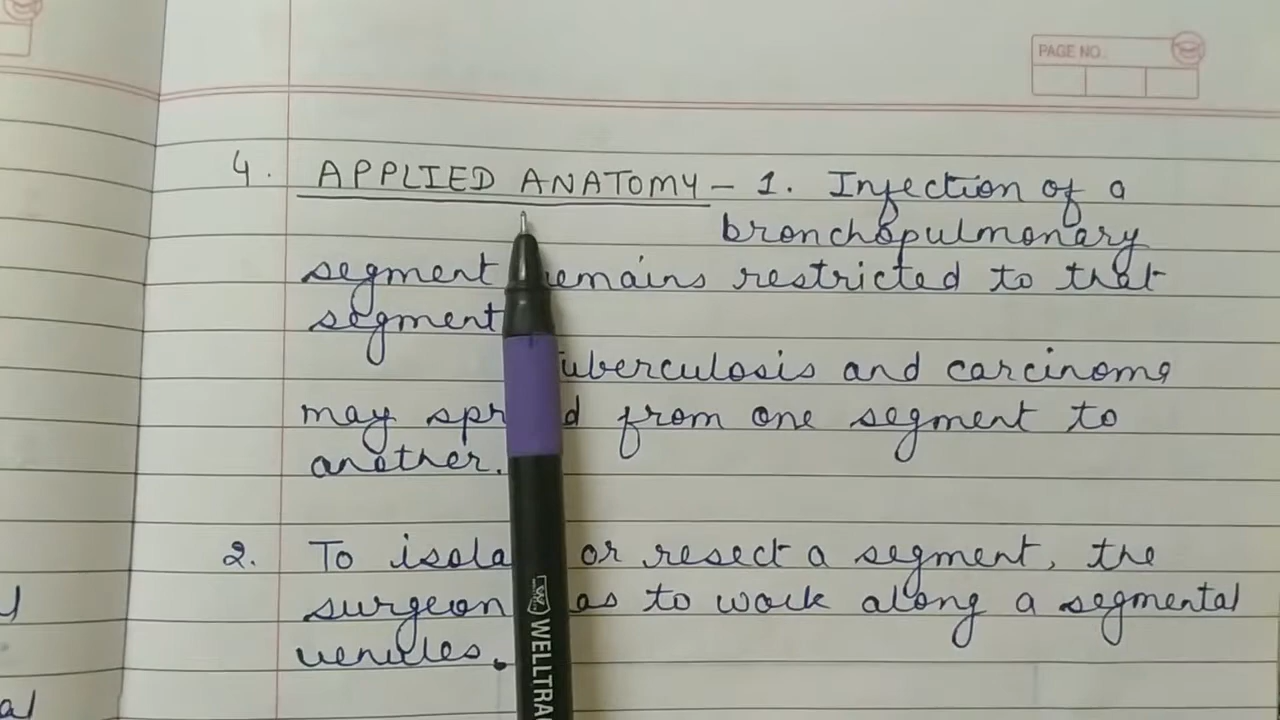 PAGE NO.
4. APPLIED ANATOMY - 1. Injection of a
bronchopulmonary
segment remains restricted to that
segment
uberculosis and carcinoma
may spr d from one segment to
another.
2. To isola or resect a segment, the
surgeon as to work along a segmental
venules.
WELLTRA